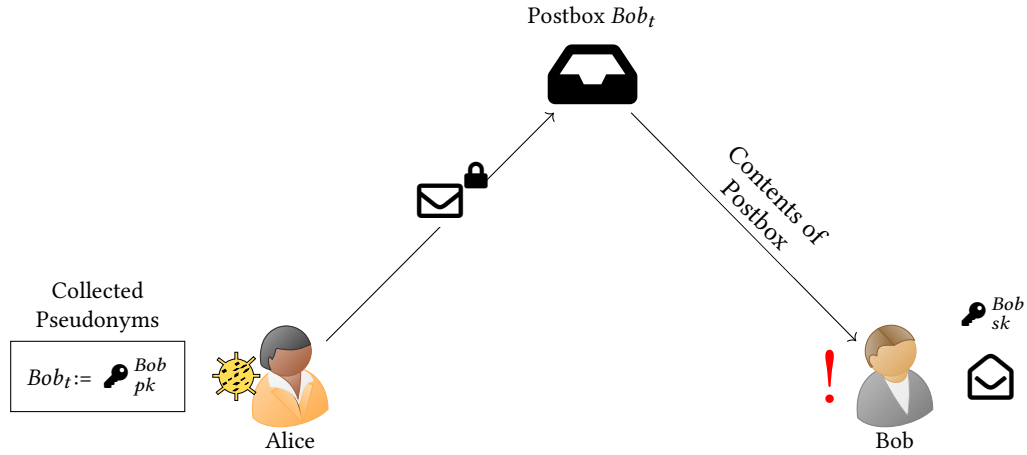 Postbox Bob_t
Contents of
Postbox
Collected
Pseudonyms
Bob_t := Bob
pk
Bob
sk
!
Alice
Bob